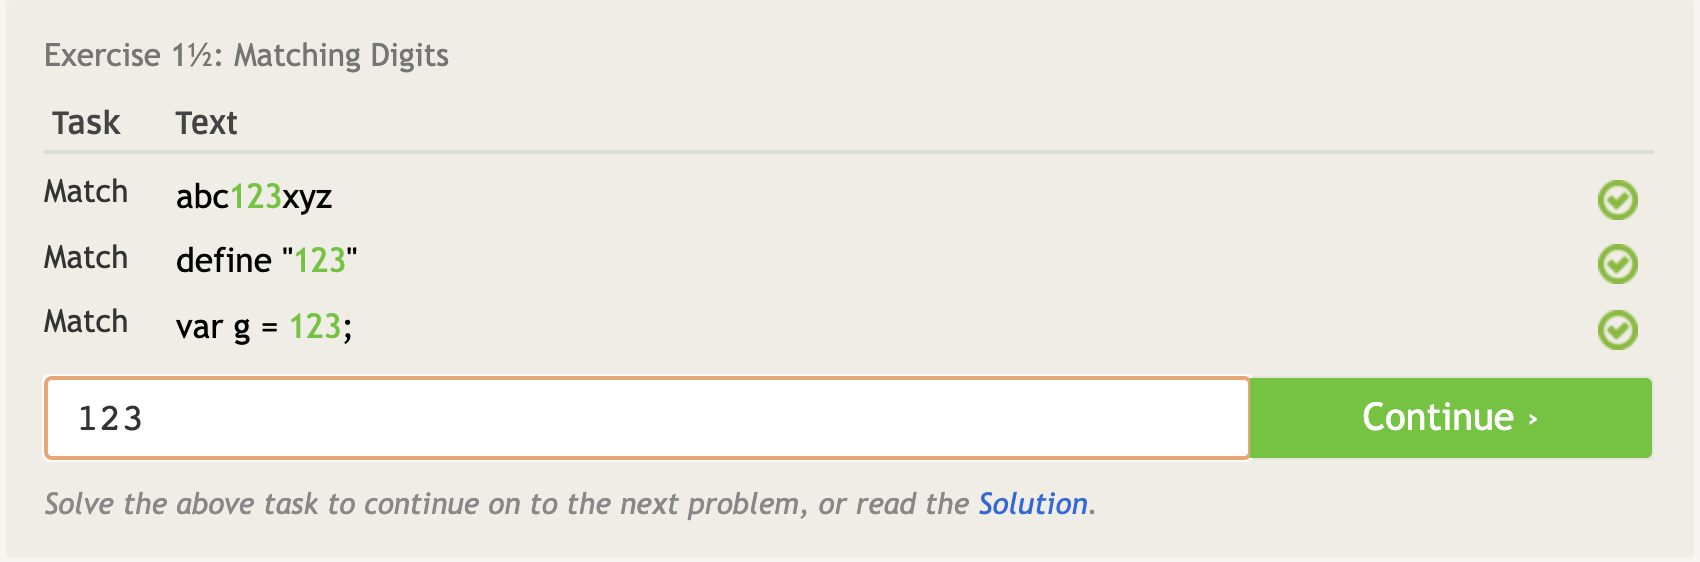 Exercise 1½: Matching Digits
Task Text
Match abc123xyz
Match define "123"
Match var g = 123;
123 Continue ›
Solve the above task to continue on to the next problem, or read the Solution.